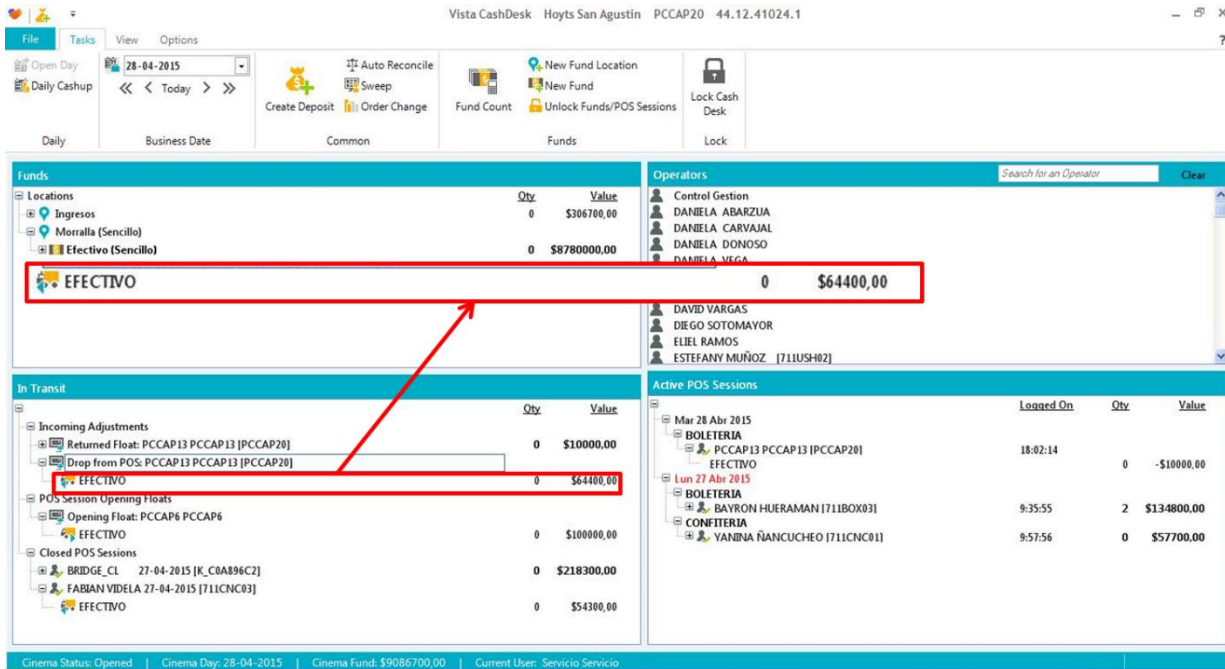 Vista CashDesk Hoyts San Agustin PCCAP20 44.12.41024.1
File Tasks View Options
Open Day
Daily Cashup
Daily
28-04-2015
Today
Business Date
Create Deposit
Auto Reconcile
Sweep
Order Change
Common
Fund Count
New Fund Location
New Fund
Unlock Funds/POS Sessions
Funds
Lock Cash
Desk
Lock
Funds
Qty Value
Locations
Ingresos 0 $306700,00
Morralla (Sencillo)
Efectivo (Sencillo) 0 $8780000,00
EFECTIVO 0 $64400,00
Operators
Search for an Operator
Clear
Control Gestion
DANIELA ABARZUA
DANIELA CARVAJAL
DANIELA DONOSO
DANIELA VEGA
DAVID VARGAS
DIEGO SOTOMAYOR
ELIEL RAMOS
ESTEFANY MUÑOZ [711USH02]
In Transit
Qty Value
Incoming Adjustments
Returned Float: PCCAP13 PCCAP13 [PCCAP20] 0 $10000,00
Drop from POS: PCCAP13 PCCAP13 [PCCAP20]
EFECTIVO 0 $64400,00
POS Session Opening Floats
Opening Float: PCCAP6 PCCAP6
EFECTIVO 0 $100000,00
Closed POS Sessions
BRIDGE_CL 27-04-2015 [K_C0A896C2] 0 $218300,00
FABIAN VIDELA 27-04-2015 [711CNC03]
EFECTIVO 0 $54300,00
Active POS Sessions
Logged On Qty Value
Mar 28 Abr 2015
BOLETERIA
PCCAP13 PCCAP13 [PCCAP20] 18:02:14
EFECTIVO 0 -$10000,00
Lun 27 Abr 2015
BOLETERIA
BAYRON HUERAMAN [711BOX03] 9:35:55 2 $134800,00
CONFITERIA
YANINA ÑANCUCHEO [711CNC01] 9:57:56 0 $57700,00
Cinema Status: Opened | Cinema Day: 28-04-2015 | Cinema Fund: $9086700,00 | Current User: Servicio Servicio